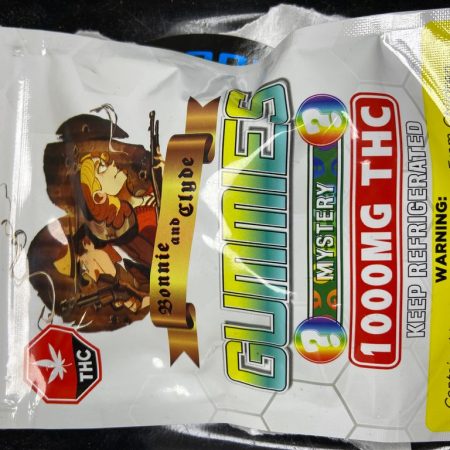 Bonnie
and Clyde
GUMMIES
? MYSTERY ?
1000MG THC
KEEP REFRIGERATED
WARNING:
THC